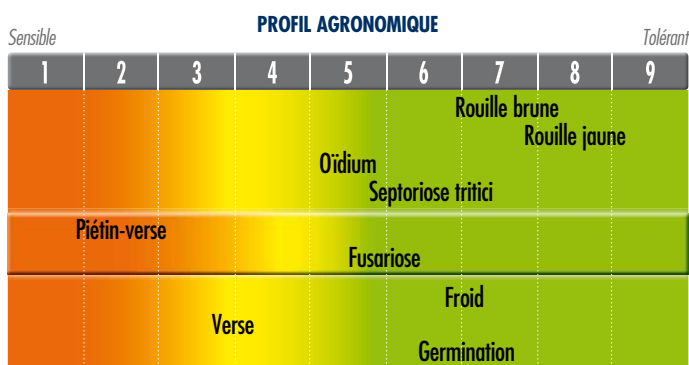 PROFIL AGRONOMIQUE
Sensible Tolérant
1 2 3 4 5 6 7 8 9
Rouille brune
Rouille jaune
Oïdium
Septoriose tritici
Piétin-verse
Fusariose
Froid
Verse
Germination